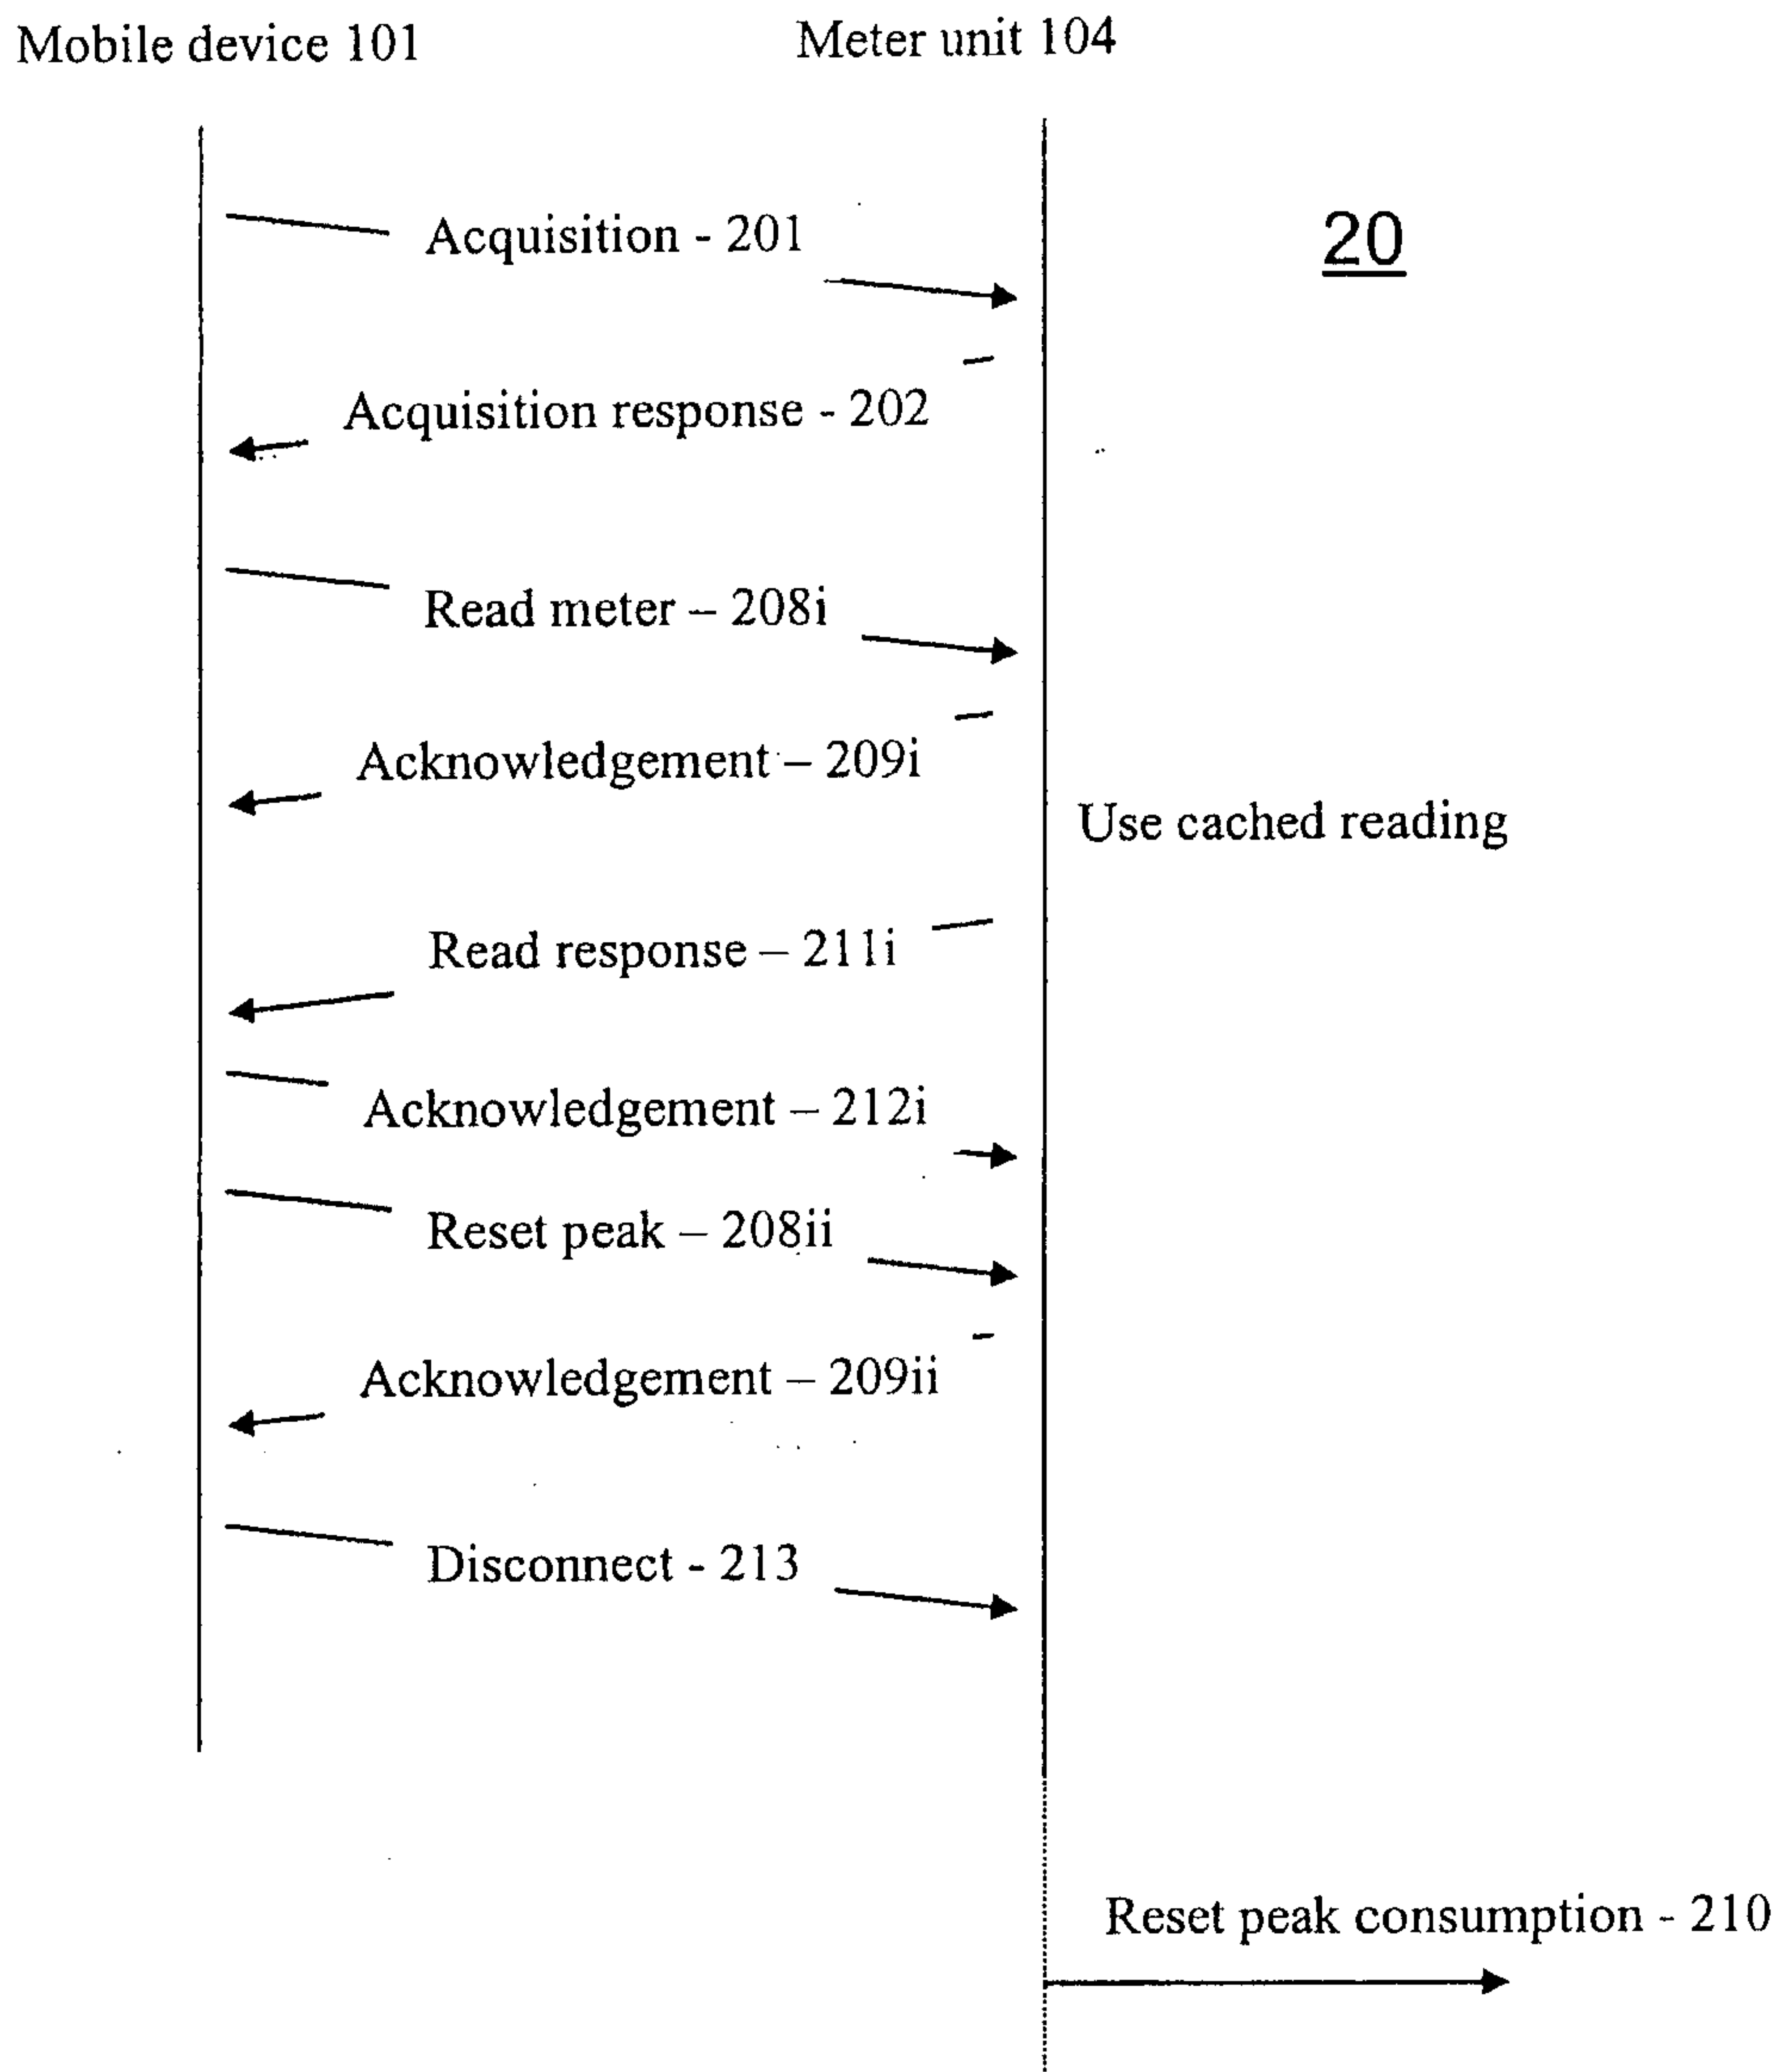 Mobile device 101
Meter unit 104
Acquisition - 201
20
Acquisition response - 202
Read meter – 208i
Acknowledgement – 209i
Use cached reading
Read response – 211i
Acknowledgement – 212i
Reset peak – 208ii
Acknowledgement – 209ii
Disconnect - 213
Reset peak consumption - 210